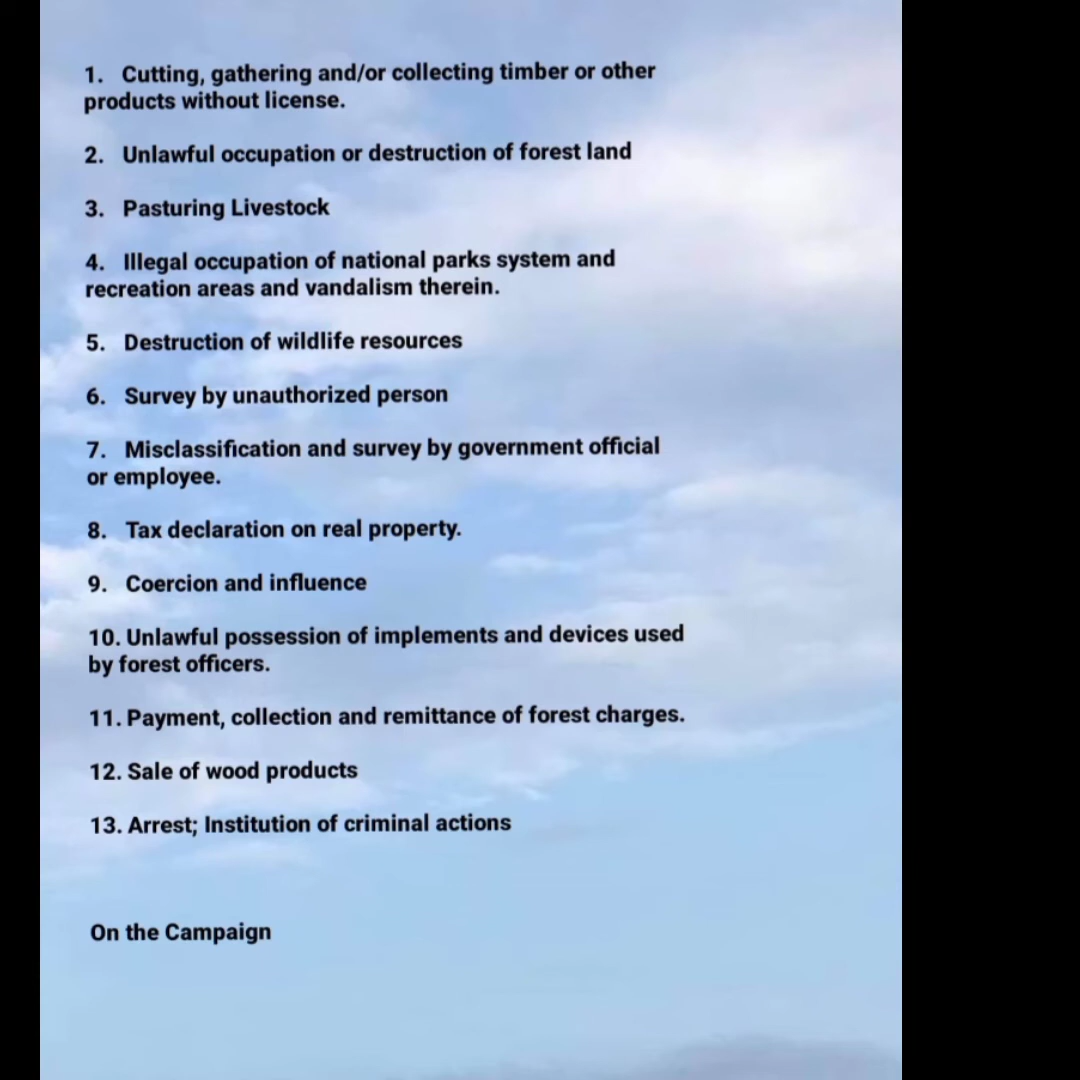 1. Cutting, gathering and/or collecting timber or other
products without license.
2. Unlawful occupation or destruction of forest land
3. Pasturing Livestock
4. Illegal occupation of national parks system and
recreation areas and vandalism therein.
5. Destruction of wildlife resources
6. Survey by unauthorized person
7. Misclassification and survey by government official
or employee.
8. Tax declaration on real property.
9. Coercion and influence
10. Unlawful possession of implements and devices used
by forest officers.
11. Payment, collection and remittance of forest charges.
12. Sale of wood products
13. Arrest; Institution of criminal actions
On the Campaign